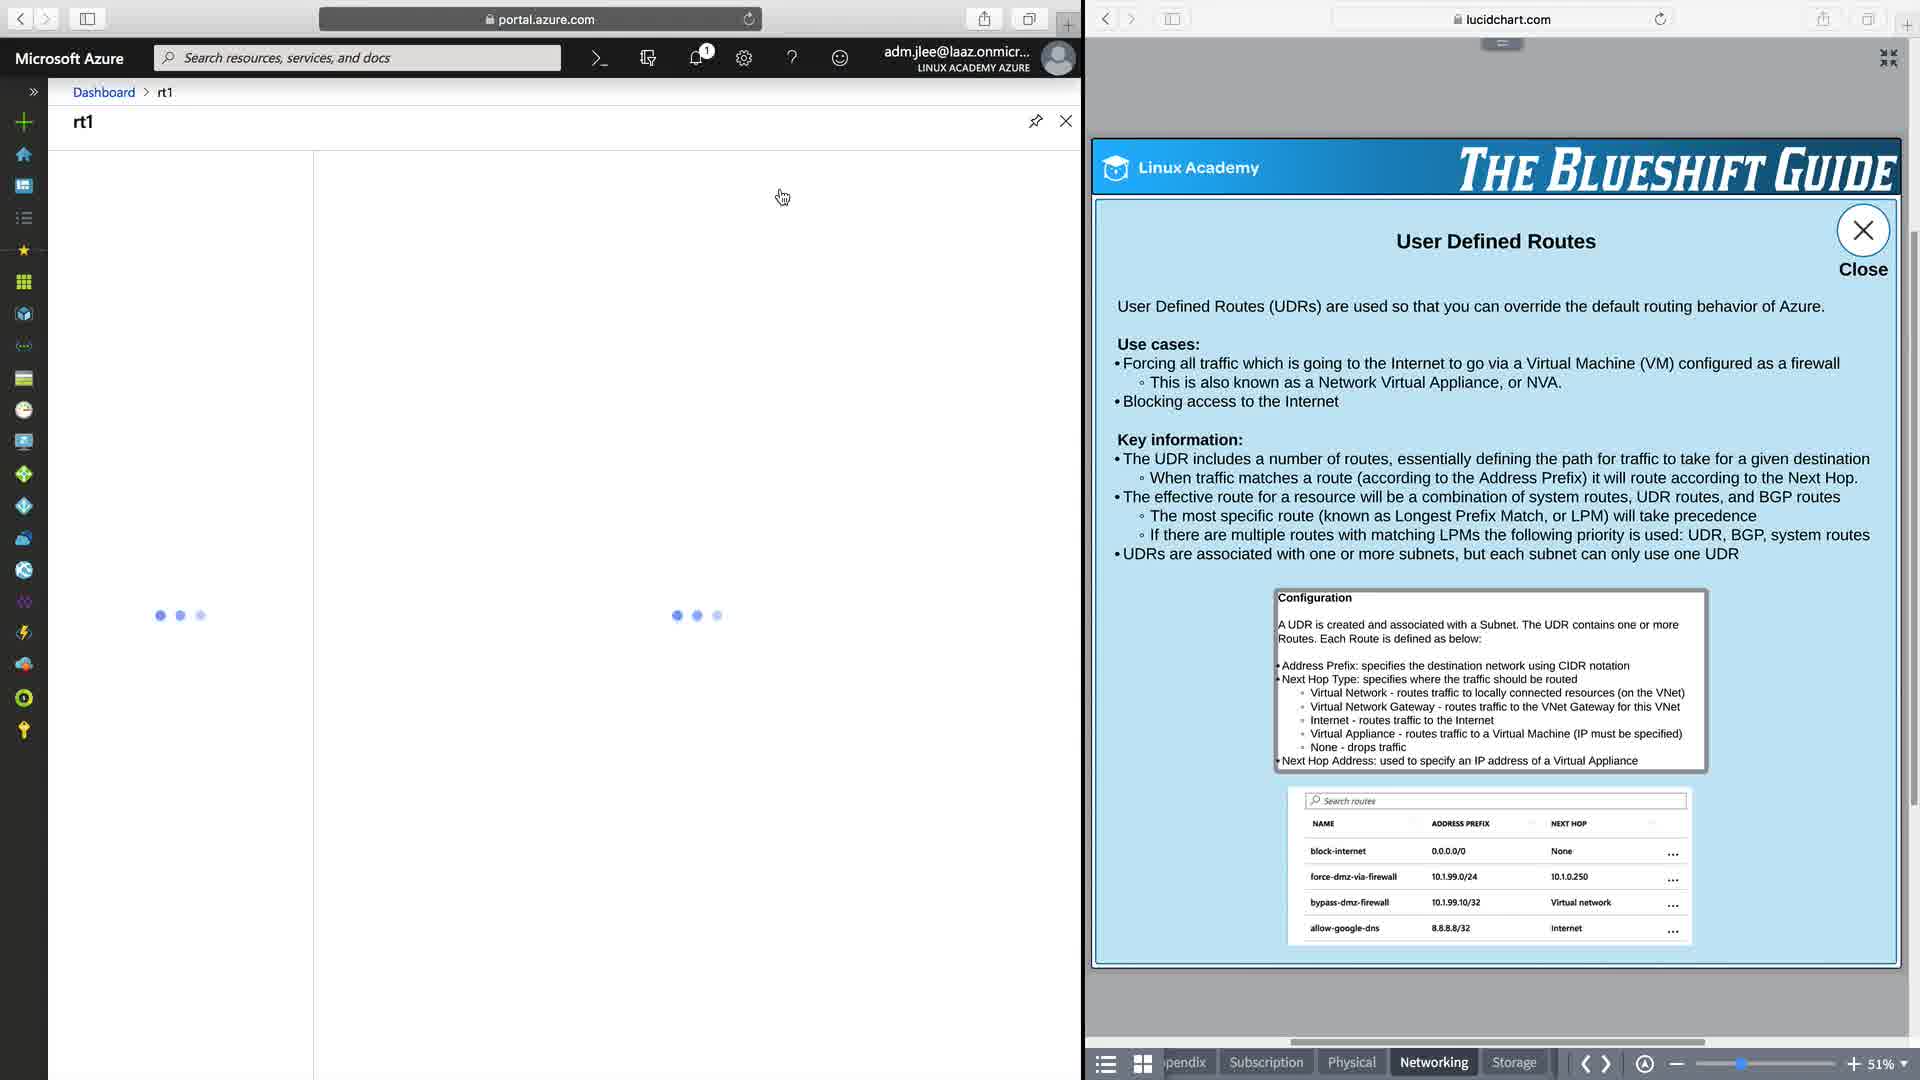 portal.azure.com
Microsoft Azure
Search resources, services, and docs
1
adm.jlee@laaz.onmicr...
LINUX ACADEMY AZURE
Dashboard > rt1
rt1
lucidchart.com
Linux Academy
THE BLUESHIFT GUIDE
User Defined Routes
Close
User Defined Routes (UDRs) are used so that you can override the default routing behavior of Azure.
Use cases:
• Forcing all traffic which is going to the Internet to go via a Virtual Machine (VM) configured as a firewall
◦ This is also known as a Network Virtual Appliance, or NVA.
• Blocking access to the Internet
Key information:
• The UDR includes a number of routes, essentially defining the path for traffic to take for a given destination
◦ When traffic matches a route (according to the Address Prefix) it will route according to the Next Hop.
• The effective route for a resource will be a combination of system routes, UDR routes, and BGP routes
◦ The most specific route (known as Longest Prefix Match, or LPM) will take precedence
◦ If there are multiple routes with matching LPMs the following priority is used: UDR, BGP, system routes
• UDRs are associated with one or more subnets, but each subnet can only use one UDR
Configuration
A UDR is created and associated with a Subnet. The UDR contains one or more
Routes. Each Route is defined as below:
• Address Prefix: specifies the destination network using CIDR notation
• Next Hop Type: specifies where the traffic should be routed
◦ Virtual Network - routes traffic to locally connected resources (on the VNet)
◦ Virtual Network Gateway - routes traffic to the VNet Gateway for this VNet
◦ Internet - routes traffic to the Internet
◦ Virtual Appliance - routes traffic to a Virtual Machine (IP must be specified)
◦ None - drops traffic
• Next Hop Address: used to specify an IP address of a Virtual Appliance
Search routes
NAME ADDRESS PREFIX NEXT HOP
block-internet 0.0.0.0/0 None ...
force-dmz-via-firewall 10.1.99.0/24 10.1.0.250 ...
bypass-dmz-firewall 10.1.99.10/32 Virtual network ...
allow-google-dns 8.8.8.8/32 Internet ...
pendix Subscription Physical Networking Storage 51%